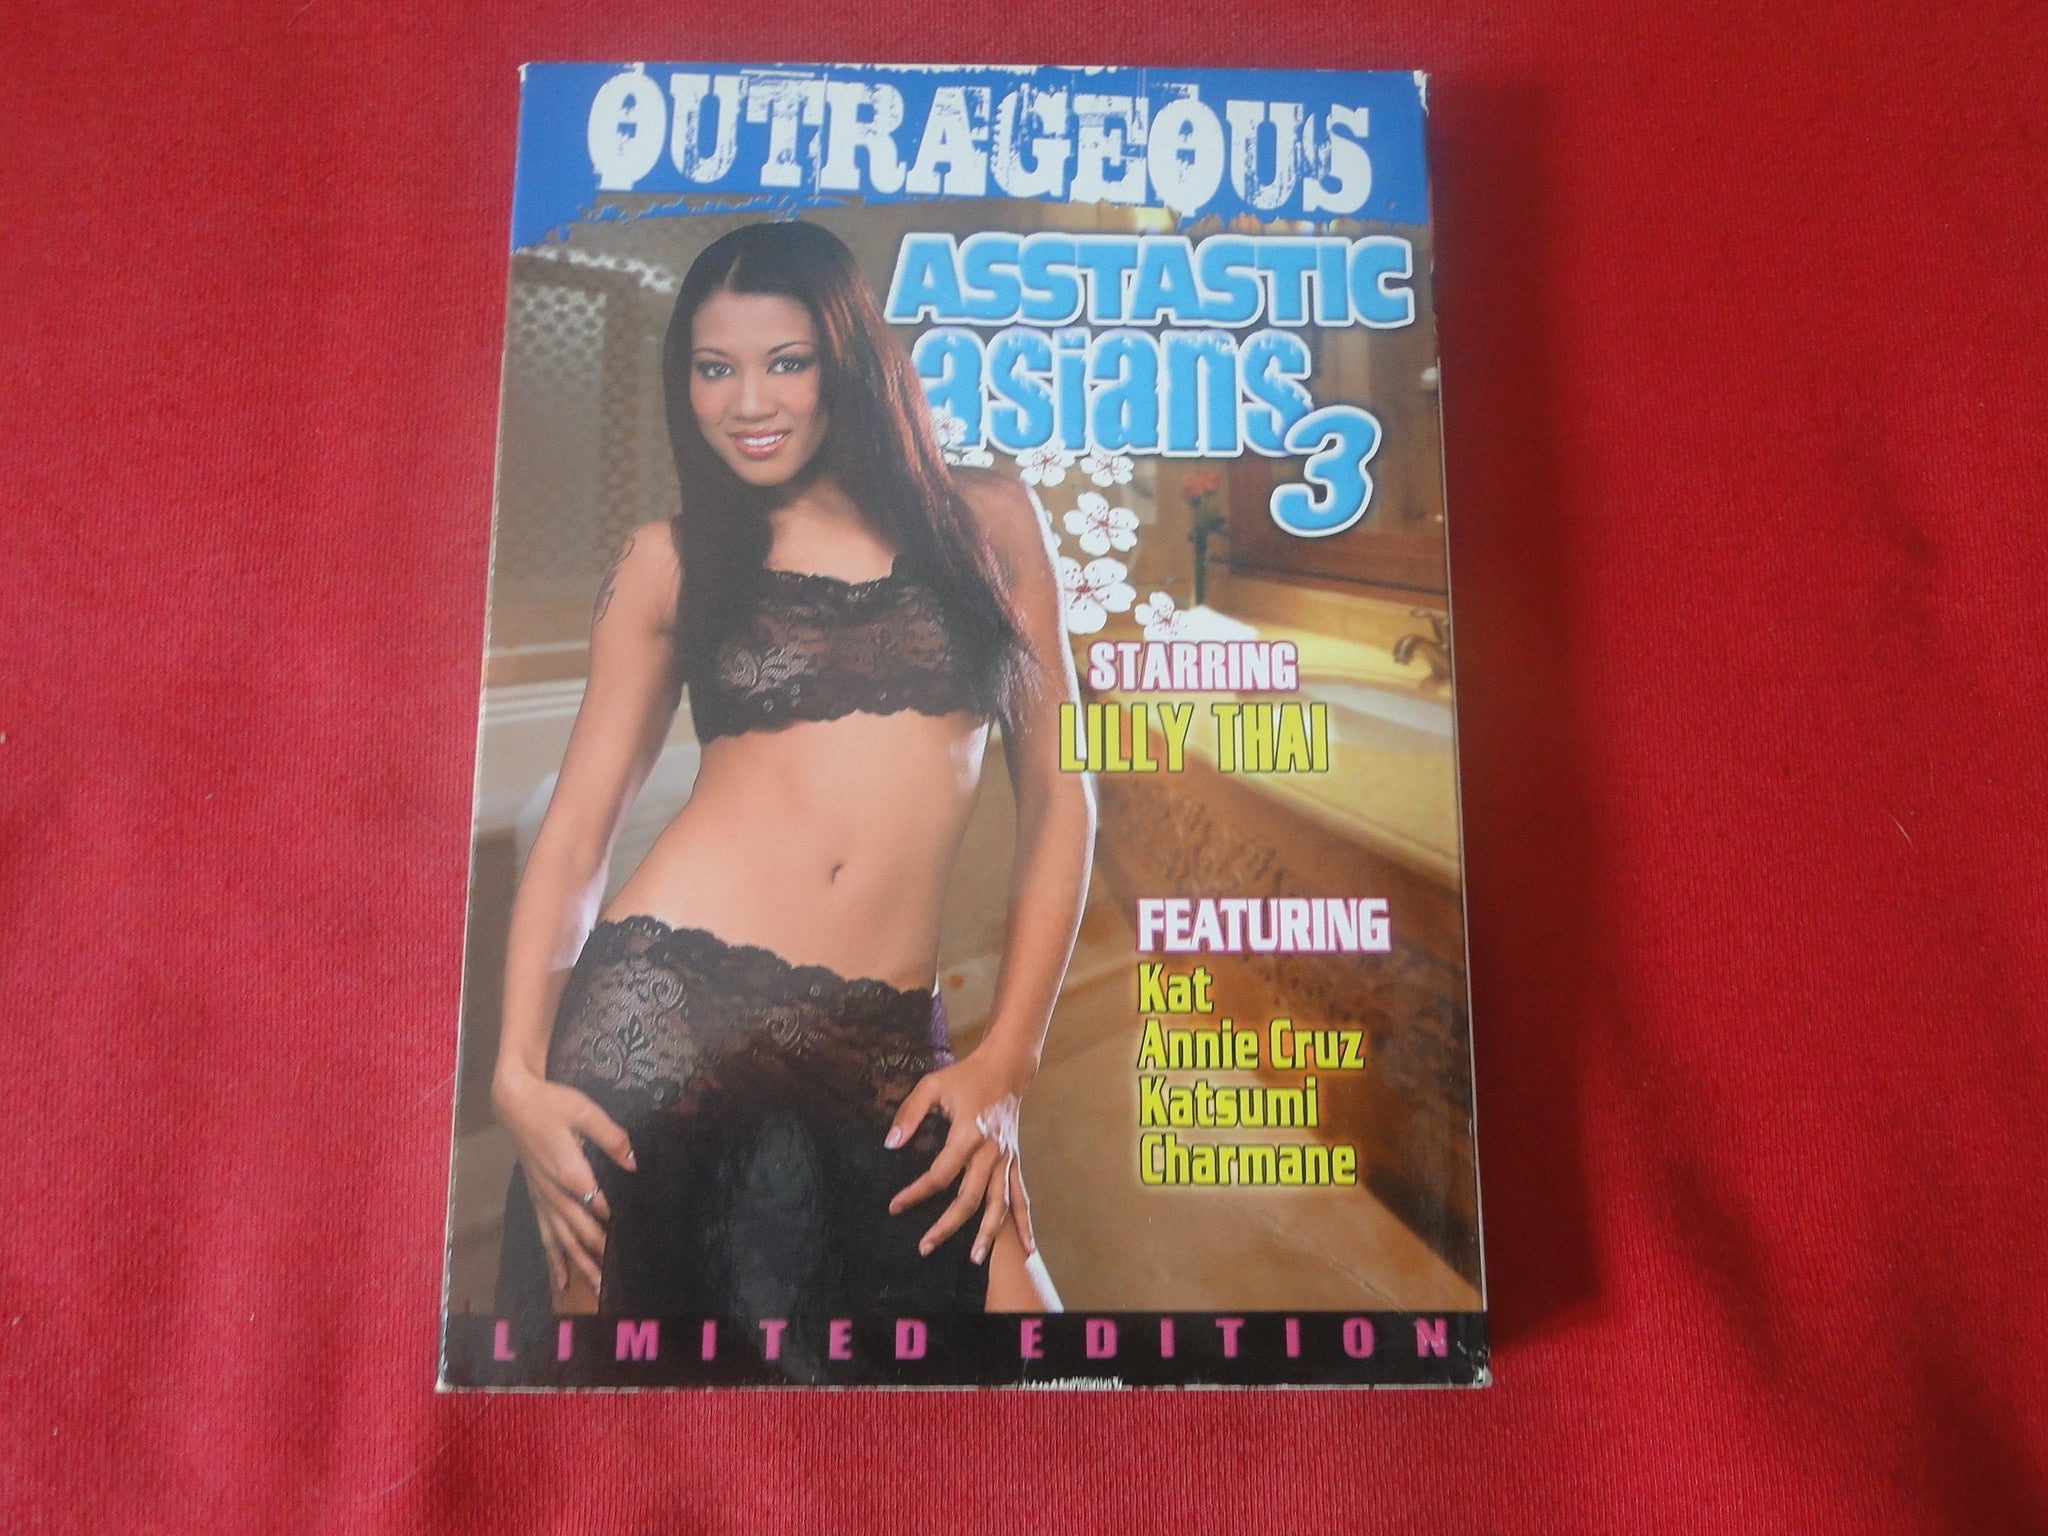 OUTRAGEOUS
ASSTASTIC
asians
3
STARRING
LILLY THAI
FEATURING
Kat
Annie Cruz
Katsumi
Charmane
LIMITED EDITION